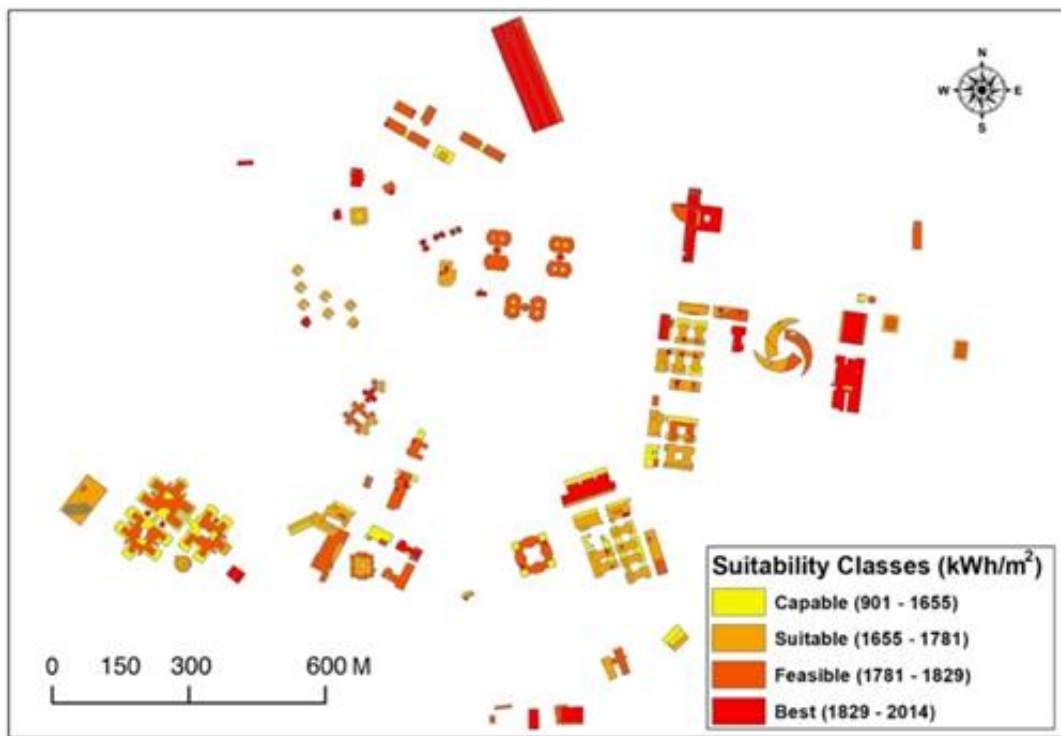 N
W E
S
Suitability Classes (kWh/m²)
Capable (901 - 1655)
Suitable (1655 - 1781)
Feasible (1781 - 1829)
Best (1829 - 2014)
0 150 300 600 M